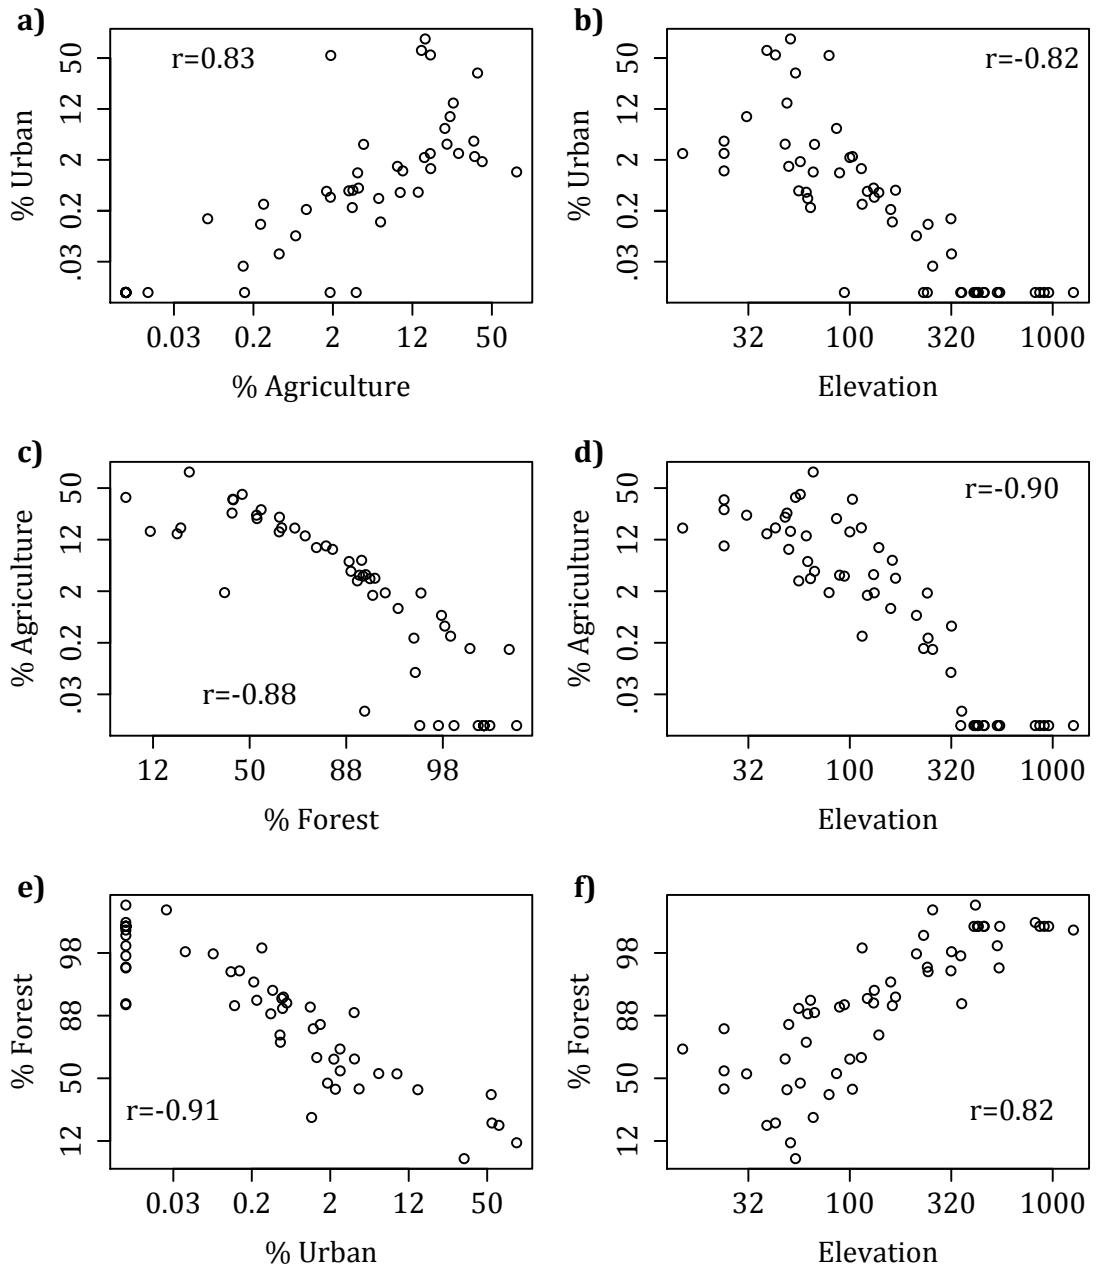 a)
r=0.83
% Urban
50
12
2
0.2
.03
0.03
0.2
2
12
50
% Agriculture
b)
r=-0.82
% Urban
50
12
2
0.2
.03
32
100
320
1000
Elevation
c)
r=-0.88
% Agriculture
50
12
2
0.2
.03
12
50
88
98
% Forest
d)
r=-0.90
% Agriculture
50
12
2
0.2
.03
32
100
320
1000
Elevation
e)
r=-0.91
% Forest
98
88
50
12
0.03
0.2
2
12
50
% Urban
f)
r=0.82
% Forest
98
88
50
12
32
100
320
1000
Elevation